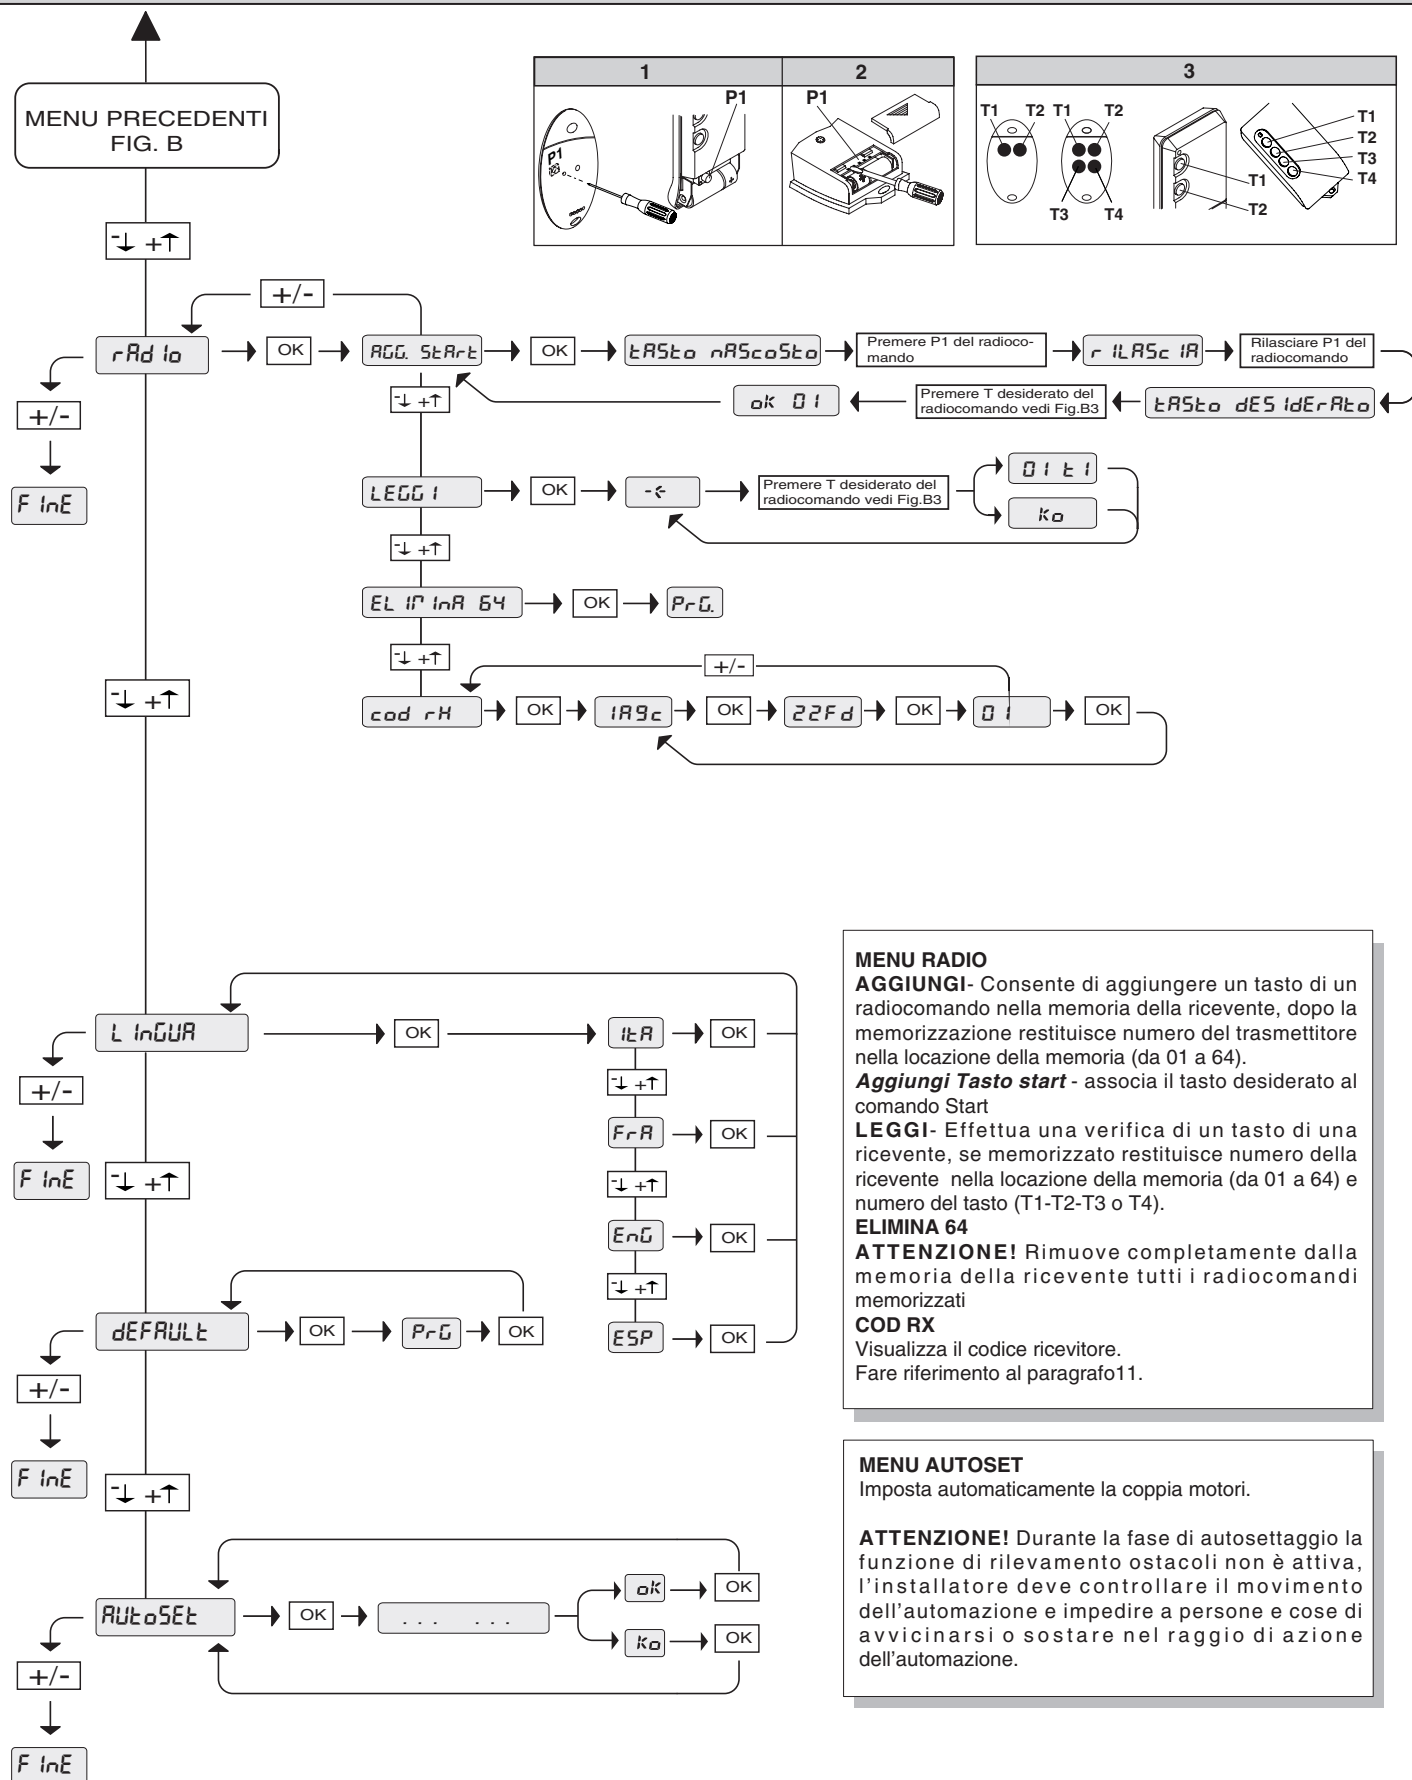 MENU PRECEDENTI
FIG. B
1
2
P1
P1
P1
3
T1
T2
T1
T2
T3
T4
T1
T2
T1
T2
T3
T4
- +
+/-
rAdIo
OK
AGG. StArt
OK
tASto nAScoSto
Premere P1 del radioco-
mando
rILAScIA
Rilasciare P1 del
radiocomando
tASto dESIdErAto
Premere T desiderato del
radiocomando vedi Fig.B3
oK 01
- +
+/-
FInE
LEGGI
OK
Premere T desiderato del
radiocomando vedi Fig.B3
01 t1
Ko
- +
ELIMInA 64
OK
PrG.
- +
+/-
cod rH
OK
1A9c
OK
22Fd
OK
01
OK
- +
LInGUA
OK
ItA
OK
- +
FrA
OK
- +
EnG
OK
- +
ESP
OK
+/-
FInE
- +
dEFAULt
OK
PrG
OK
+/-
FInE
- +
AUtoSEt
OK
... ...
oK
OK
Ko
OK
+/-
FInE
MENU RADIO
AGGIUNGI- Consente di aggiungere un tasto di un
radiocomando nella memoria della ricevente, dopo la
memorizzazione restituisce numero del trasmettitore
nella locazione della memoria (da 01 a 64).
Aggiungi Tasto start - associa il tasto desiderato al
comando Start
LEGGI- Effettua una verifica di un tasto di una
ricevente, se memorizzato restituisce numero della
ricevente nella locazione della memoria (da 01 a 64) e
numero del tasto (T1-T2-T3 o T4).
ELIMINA 64
ATTENZIONE! Rimuove completamente dalla
memoria della ricevente tutti i radiocomandi
memorizzati
COD RX
Visualizza il codice ricevitore.
Fare riferimento al paragrafo11.
MENU AUTOSET
Imposta automaticamente la coppia motori.
ATTENZIONE! Durante la fase di autosettaggio la
funzione di rilevamento ostacoli non è attiva,
l'installatore deve controllare il movimento
dell'automazione e impedire a persone e cose di
avvicinarsi o sostare nel raggio di azione
dell'automazione.